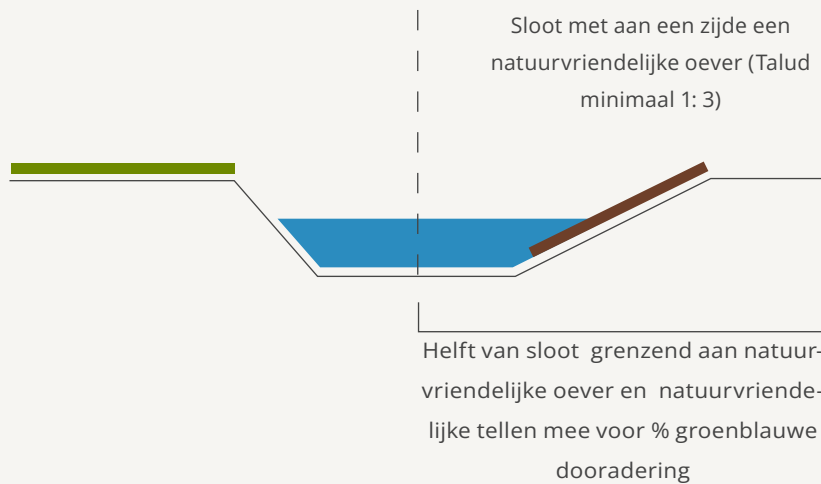 Sloot met aan een zijde een
natuurvriendelijke oever (Talud
minimaal 1: 3)
Helft van sloot grenzend aan natuur-
vriendelijke oever en natuurvriende-
lijke tellen mee voor % groenblauwe
dooradering